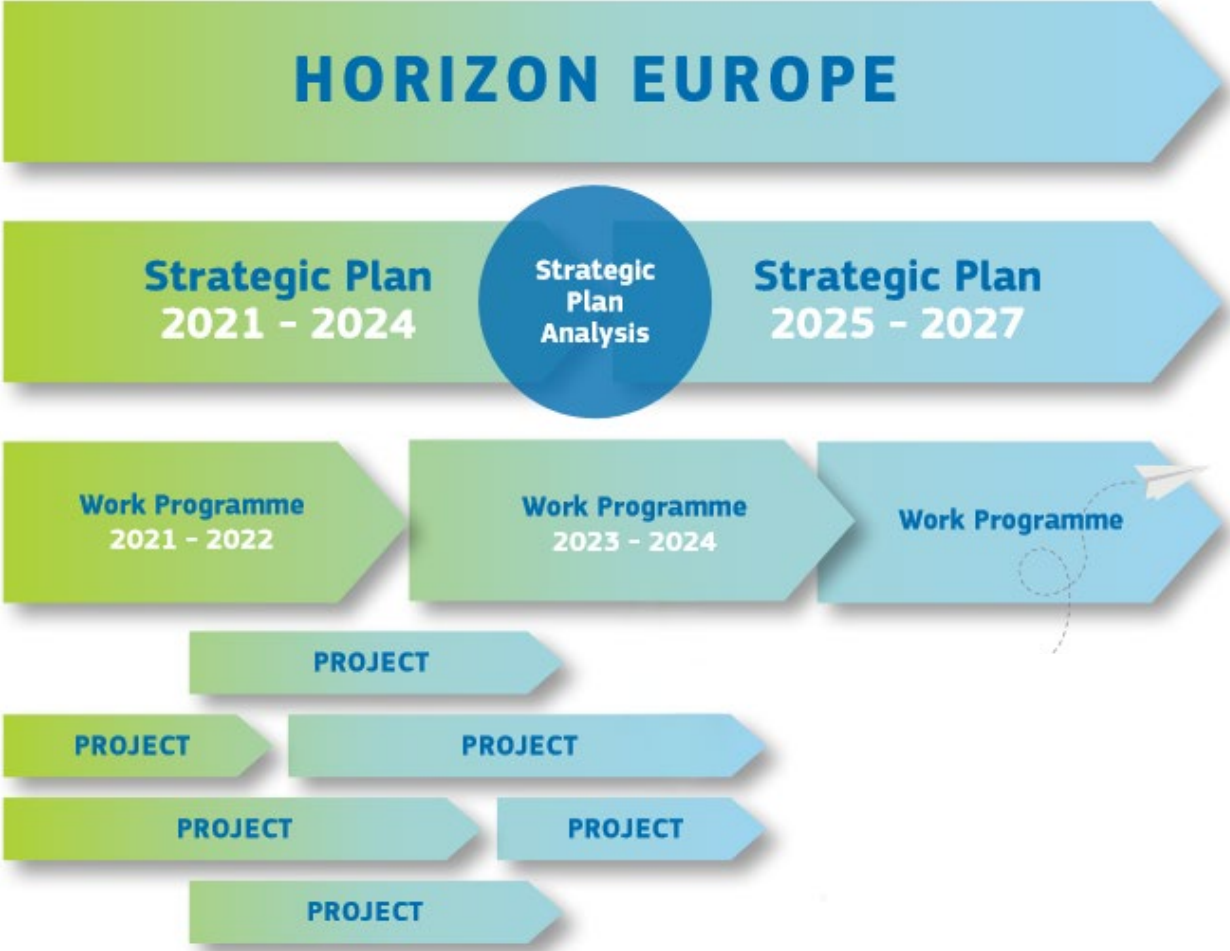 HORIZON EUROPE
Strategic Plan
2021 - 2024
Strategic
Plan
Analysis
Strategic Plan
2025 - 2027
Work Programme
2021 - 2022
Work Programme
2023 - 2024
Work Programme
PROJECT
PROJECT
PROJECT
PROJECT
PROJECT
PROJECT